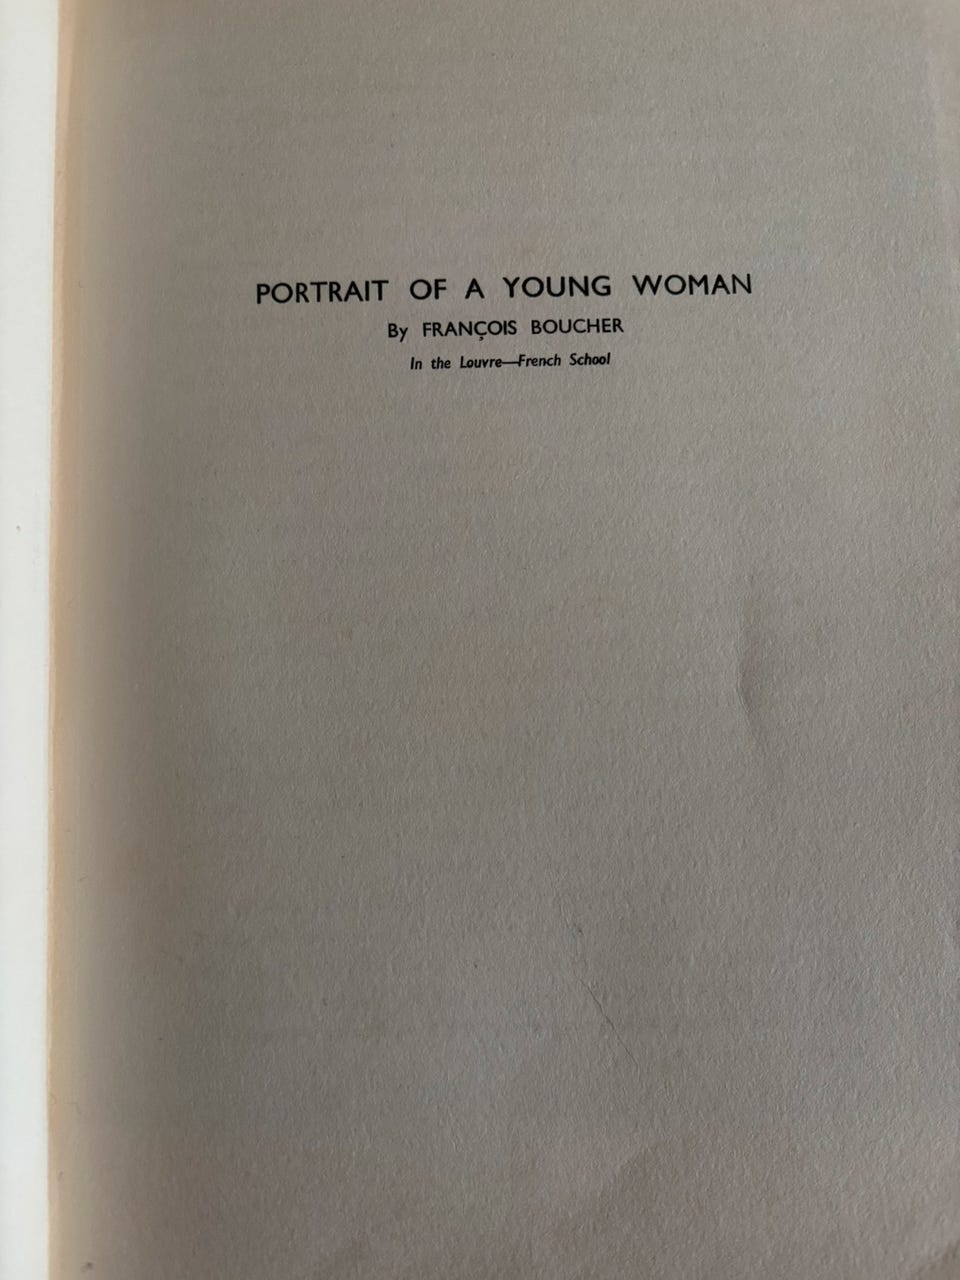 PORTRAIT OF A YOUNG WOMAN
By FRANÇOIS BOUCHER
In the Louvre—French School